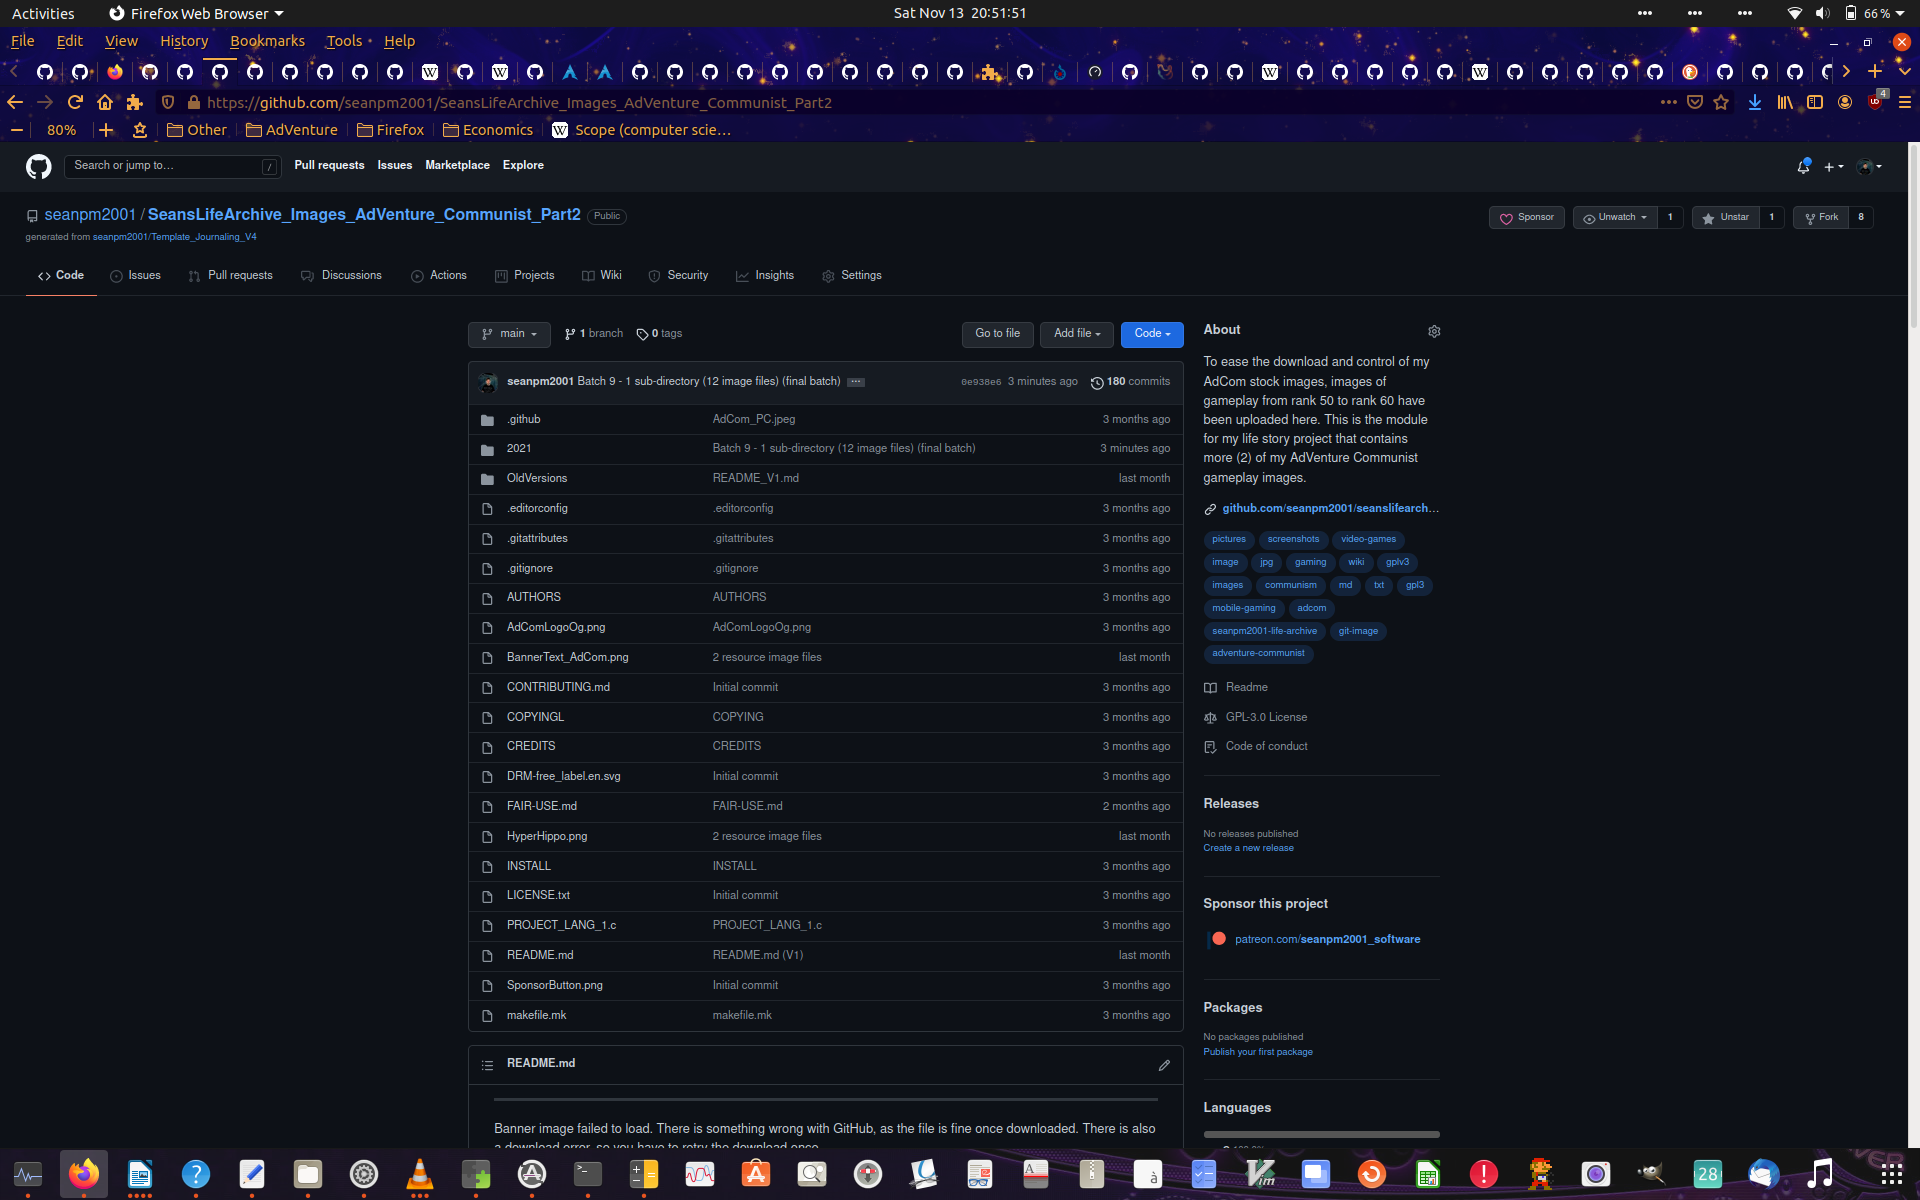 Activities
Firefox Web Browser
Sat Nov 13 20:51:51
66 %
File Edit View History Bookmarks Tools Help
https://github.com/seanpm2001/SeansLifeArchive_Images_AdVenture_Communist_Part2
4
80%
Other
AdVenture
Firefox
Economics
Scope (computer scie…
Search or jump to… /
Pull requests Issues Marketplace Explore
seanpm2001 / SeansLifeArchive_Images_AdVenture_Communist_Part2 Public
Sponsor
Unwatch 1
Unstar 1
Fork 8
generated from seanpm2001/Template_Journaling_V4
Code Issues Pull requests Discussions Actions Projects Wiki Security Insights Settings
main 1 branch 0 tags
Go to file Add file Code
seanpm2001 Batch 9 - 1 sub-directory (12 image files) (final batch) ... 0e938e6 3 minutes ago 180 commits
.github AdCom_PC.jpeg 3 months ago
2021 Batch 9 - 1 sub-directory (12 image files) (final batch) 3 minutes ago
OldVersions README_V1.md last month
.editorconfig .editorconfig 3 months ago
.gitattributes .gitattributes 3 months ago
.gitignore .gitignore 3 months ago
AUTHORS AUTHORS 3 months ago
AdComLogoOg.png AdComLogoOg.png 3 months ago
BannerText_AdCom.png 2 resource image files last month
CONTRIBUTING.md Initial commit 3 months ago
COPYINGL COPYING 3 months ago
CREDITS CREDITS 3 months ago
DRM-free_label.en.svg Initial commit 3 months ago
FAIR-USE.md FAIR-USE.md 2 months ago
HyperHippo.png 2 resource image files last month
INSTALL INSTALL 3 months ago
LICENSE.txt Initial commit 3 months ago
PROJECT_LANG_1.c PROJECT_LANG_1.c 3 months ago
README.md README.md (V1) last month
SponsorButton.png Initial commit 3 months ago
makefile.mk makefile.mk 3 months ago
README.md
Banner image failed to load. There is something wrong with GitHub, as the file is fine once downloaded. There is also
a download error, so you have to retry the download once.
About
To ease the download and control of my
AdCom stock images, images of
gameplay from rank 50 to rank 60 have
been uploaded here. This is the module
for my life story project that contains
more (2) of my AdVenture Communist
gameplay images.
github.com/seanpm2001/seanslifearch…
pictures screenshots video-games
image jpg gaming wiki gplv3
images communism md txt gpl3
mobile-gaming adcom
seanpm2001-life-archive git-image
adventure-communist
Readme
GPL-3.0 License
Code of conduct
Releases
No releases published
Create a new release
Sponsor this project
patreon.com/seanpm2001_software
Packages
No packages published
Publish your first package
Languages
28